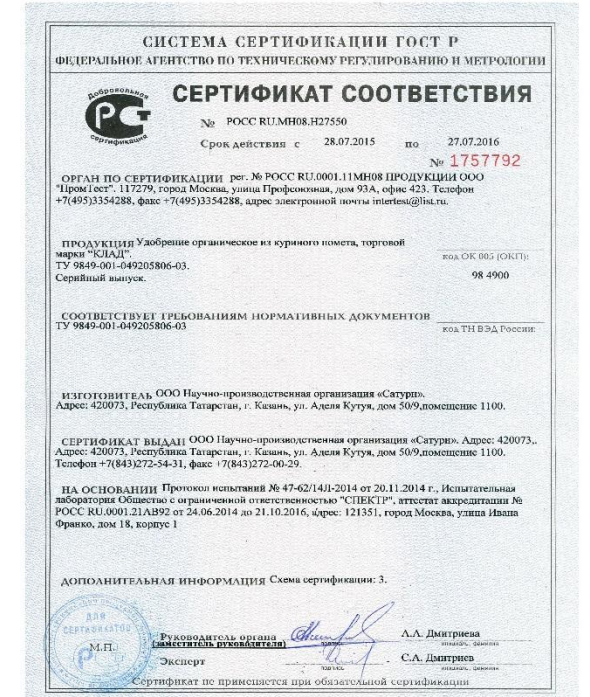 СИСТЕМА СЕРТИФИКАЦИИ ГОСТ Р
ФЕДЕРАЛЬНОЕ АГЕНТСТВО ПО ТЕХНИЧЕСКОМУ РЕГУЛИРОВАНИЮ И МЕТРОЛОГИИ
Добровольная
сертификация
СЕРТИФИКАТ СООТВЕТСТВИЯ
№ РОСС RU.МН08.Н27550
Срок действия с 28.07.2015 по 27.07.2016
№ 1757792
ОРГАН ПО СЕРТИФИКАЦИИ рег. № РОСС RU.0001.11МН08 ПРОДУКЦИИ ООО
"ПромТест". 117279, город Москва, улица Профсоюзная, дом 93А, офис 423. Телефон
+7(495)3354288, факс +7(495)3354288, адрес электронной почты intertest@list.ru.
ПРОДУКЦИЯ Удобрение органическое из куриного помета, торговой
марки "КЛАД".
ТУ 9849-001-049205806-03.
Серийный выпуск.
код ОК 005 (ОКП):
98 4900
СООТВЕТСТВУЕТ ТРЕБОВАНИЯМ НОРМАТИВНЫХ ДОКУМЕНТОВ
ТУ 9849-001-049205806-03
код ТН ВЭД России:
ИЗГОТОВИТЕЛЬ ООО Научно-производственная организация «Сатурн».
Адрес: 420073, Республика Татарстан, г. Казань, ул. Аделя Кутуя, дом 50/9,помещение 1100.
СЕРТИФИКАТ ВЫДАН ООО Научно-производственная организация «Сатурн». Адрес: 420073,.
Адрес: 420073, Республика Татарстан, г. Казань, ул. Аделя Кутуя, дом 50/9,помещение 1100.
Телефон +7(843)272-54-31, факс +7(843)272-00-29.
НА ОСНОВАНИИ Протокол испытаний № 47-62/14Л-2014 от 20.11.2014 г., Испытательная
лаборатория Общество с ограниченной ответственностью "СПЕКТР", аттестат аккредитации №
РОСС RU.0001.21АВ92 от 24.06.2014 до 21.10.2016, адрес: 121351, город Москва, улица Ивана
Франко, дом 18, корпус 1
ДОПОЛНИТЕЛЬНАЯ ИНФОРМАЦИЯ Схема сертификации: 3.
ДЛЯ
СЕРТИФИКАТОВ
М.П.
Руководитель органа
(заместитель руководителя)
А.А. Дмитриева
Эксперт
С.А. Дмитриев
Сертификат не применяется при обязательной сертификации